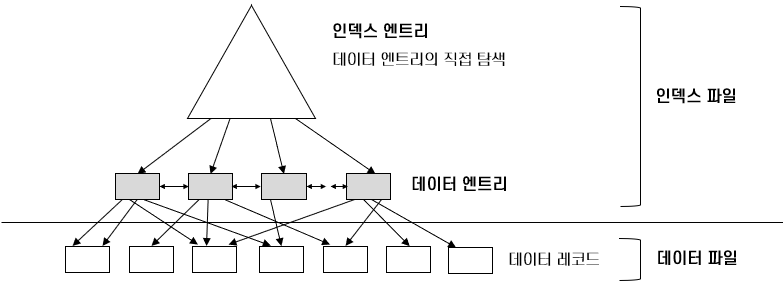 인덱스 엔트리
데이터 엔트리의 직접 탐색
인덱스 파일
데이터 엔트리
데이터 레코드
데이터 파일